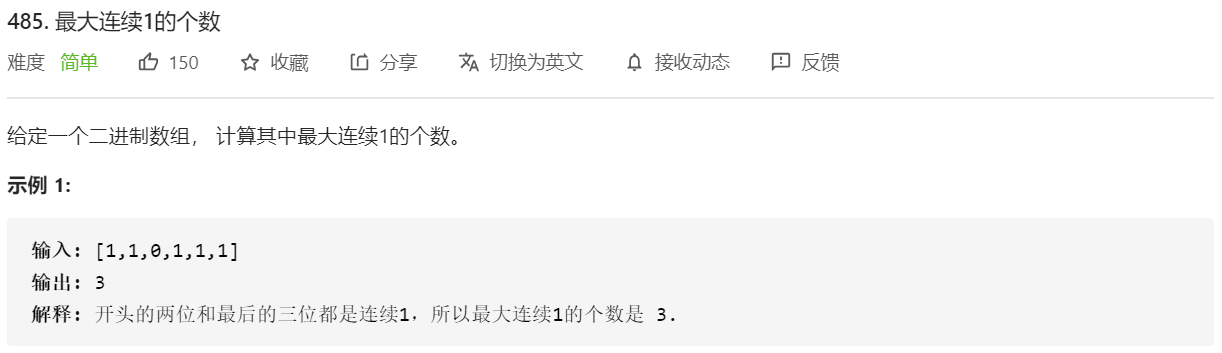 485. 最大连续1的个数
难度 简单 150 收藏 分享 切换为英文 接收动态 反馈
给定一个二进制数组， 计算其中最大连续1的个数。
示例 1:
输入: [1,1,0,1,1,1]
输出: 3
解释: 开头的两位和最后的三位都是连续1，所以最大连续1的个数是 3.